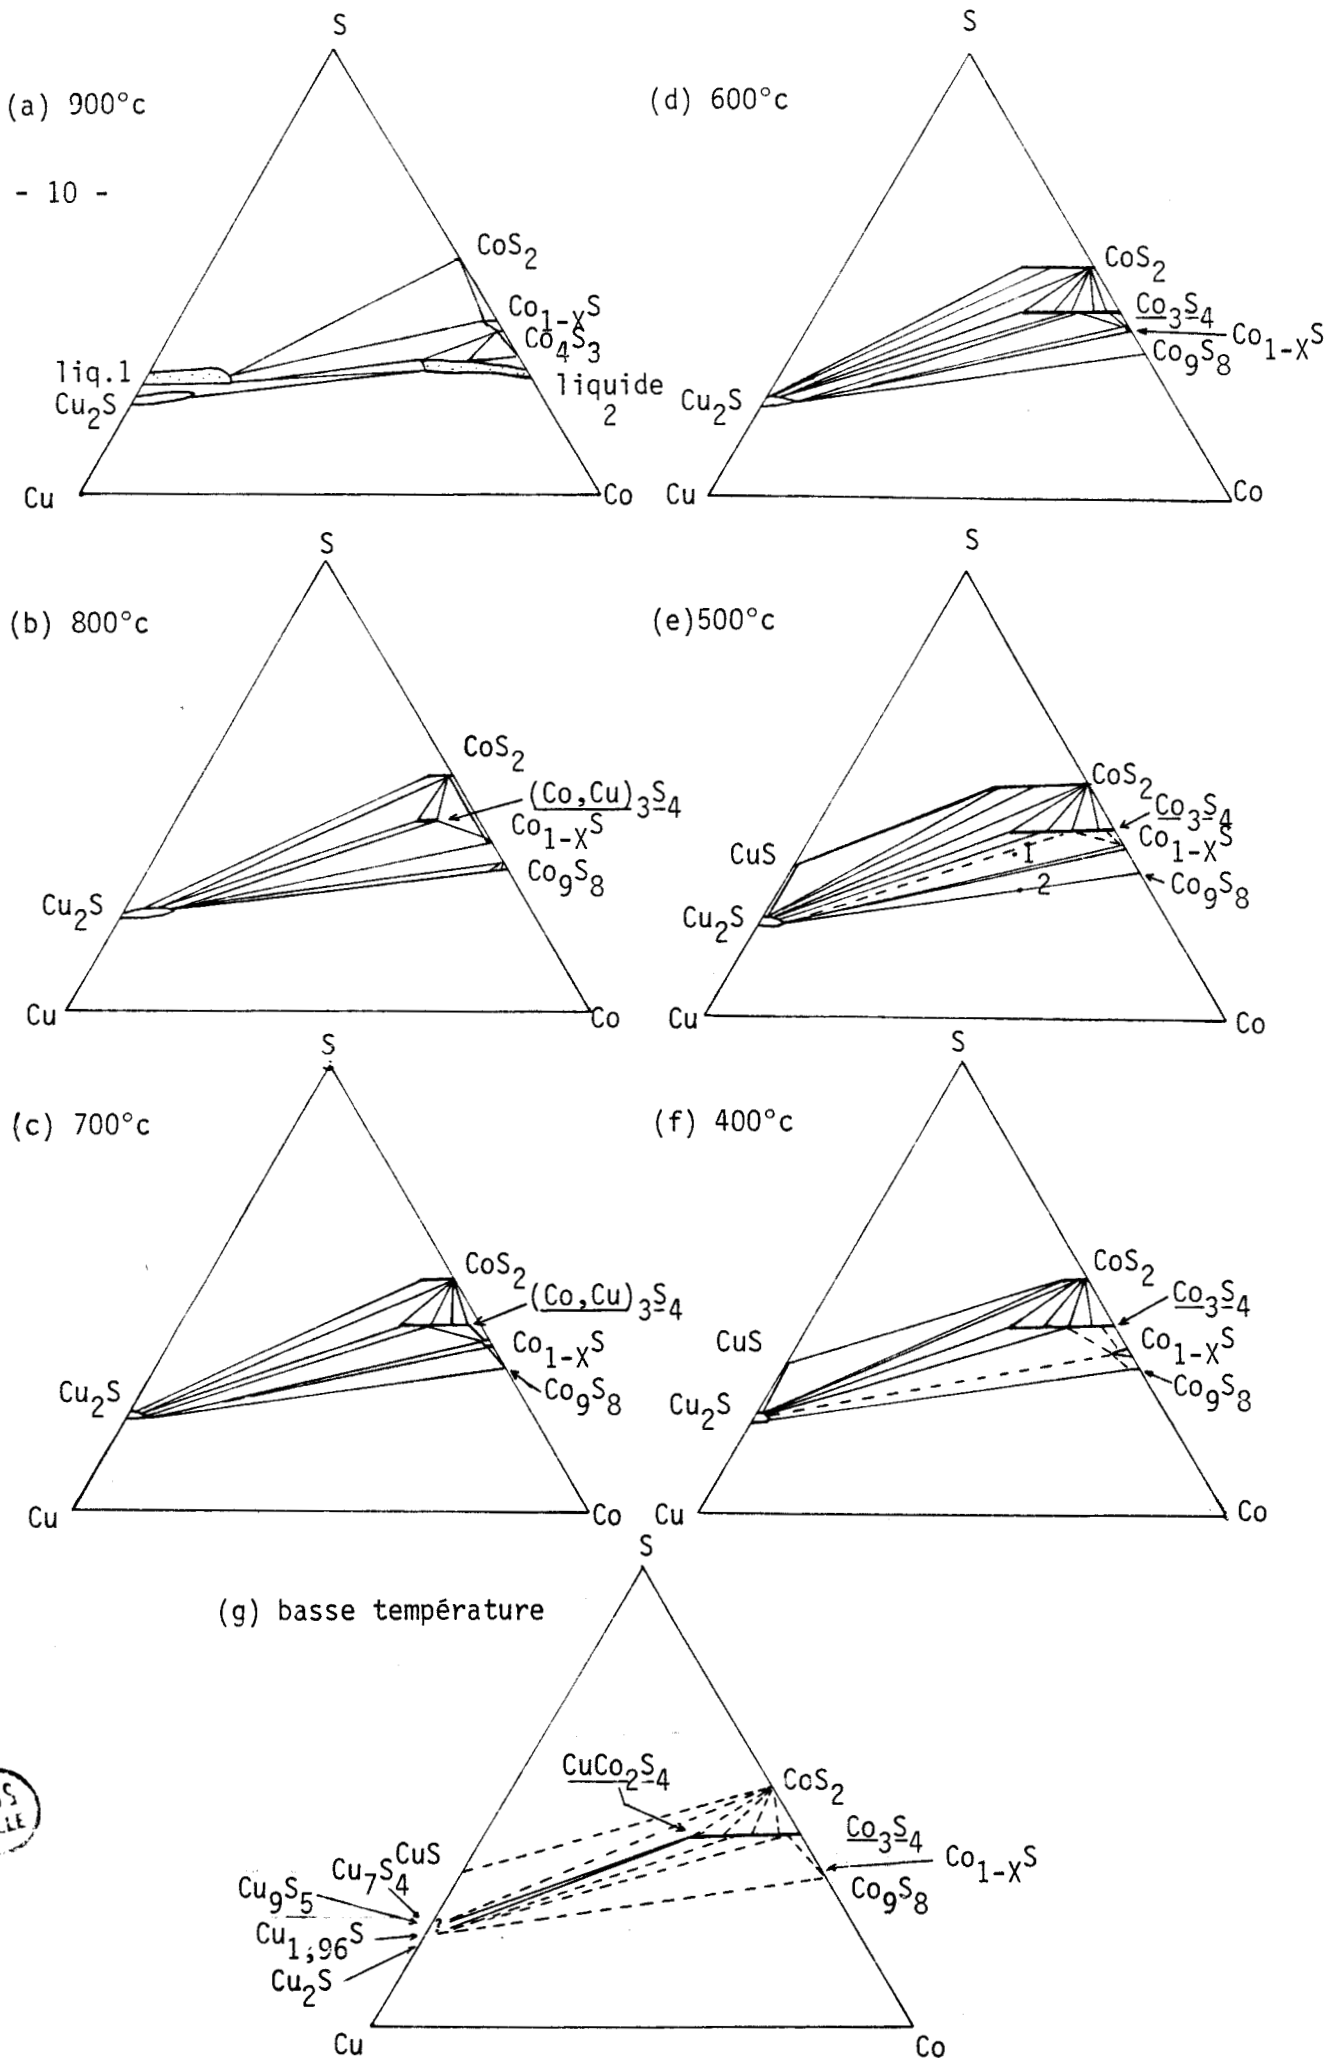 S
(a) 900°c
- 10 -
CoS2
Co1-XS
Co4S3
liq.1
Cu2S
liquide
2
Cu
Co
S
(d) 600°c
CoS2
Co3S4
Co1-XS
Co9S8
Cu2S
Cu
Co
S
(b) 800°c
CoS2
(Co,Cu)3S4
Co1-XS
Co9S8
Cu2S
Cu
Co
S
(e)500°c
CoS2
Co3S4
Co1-XS
CuS
.1
. 2
Co9S8
Cu2S
Cu
Co
S
(c) 700°c
CoS2
(Co,Cu)3S4
Co1-XS
Cu2S
Co9S8
Cu
Co
S
(f) 400°c
CoS2
Co3S4
CuS
Co1-XS
Co9S8
Cu2S
Cu
Co
S
(g) basse température
CuCo2S4
CoS2
Co3S4
CuS
Cu7S4
Co1-XS
Cu9S5
Co9S8
Cu1,96S
Cu2S
Cu
Co